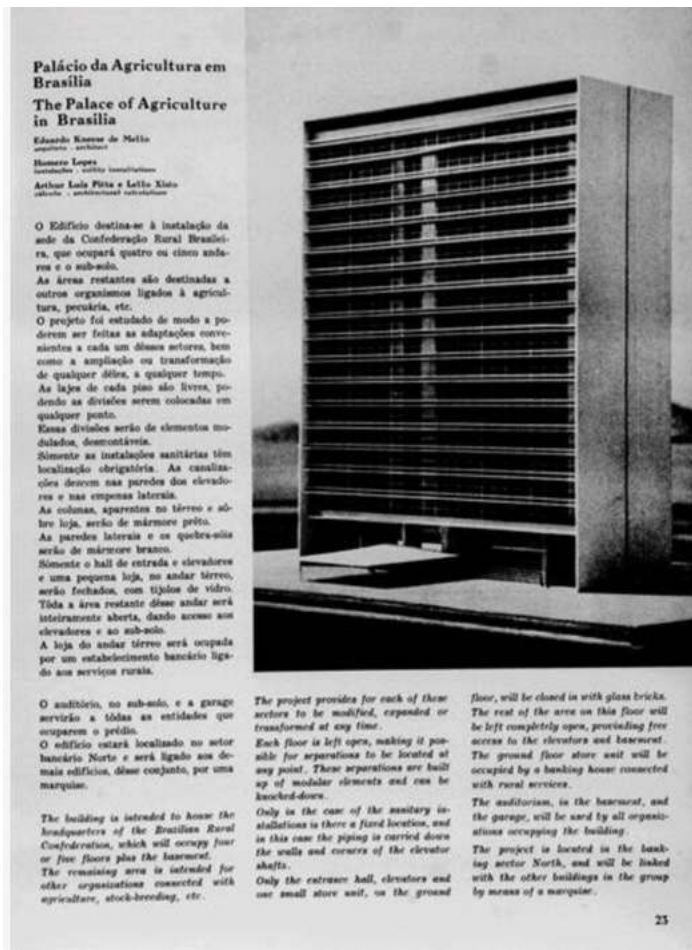 Palácio da Agricultura em
Brasília
The Palace of Agriculture
in Brasilia
Eduardo Kneese de Mello
arquiteto - architect
Homero Lopes
instalações - utility installations
Arthur Luis Pitta e Lelio Xisto
cálculo - architectural calculations
O Edifício destina-se à instalação da
sede da Confederação Rural Brasilei-
ra, que ocupará quatro ou cinco anda-
res e o sub-solo.
As áreas restantes são destinadas a
outros organismos ligados à agricul-
tura, pecuária, etc.
O projeto foi estudado de modo a po-
derem ser feitas as adaptações conve-
nientes a cada um dêsses setores, bem
como a ampliação ou transformação
de qualquer dêles, a qualquer tempo.
As lajes de cada piso são livres, po-
dendo as divisões serem colocadas em
qualquer ponto.
Essas divisões serão de elementos mo-
dulados, desmontáveis.
Sòmente as instalações sanitárias têm
localização obrigatória. As canaliza-
ções descem nas paredes dos elevado-
res e nas empenas laterais.
As colunas, aparentes no térreo e sô-
bre loja, serão de mármore prêto.
As paredes laterais e os quebra-sóis
serão de mármore branco.
Sòmente o hall de entrada e elevadores
e uma pequena loja, no andar térreo,
serão fechados, com tijolos de vidro.
Tôda a área restante dêsse andar será
inteiramente aberta, dando acesso aos
elevadores e ao sub-solo.
A loja do andar térreo será ocupada
por um estabelecimento bancário liga-
do aos serviços rurais.
O auditório, no sub-solo, e a garage
servirão a tôdas as entidades que
ocuparem o prédio.
O edifício estará localizado no setor
bancário Norte e será ligado aos de-
mais edifícios, dêsse conjunto, por uma
marquise.
The building is intended to house the
headquarters of the Brazilian Rural
Confederation, which will occupy four
or five floors plus the basement.
The remaining area is intended for
other organizations connected with
agriculture, stock-breeding, etc.
The project provides for each of these
sectors to be modified, expanded or
transformed at any time.
Each floor is left open, making it pos-
sible for separations to be located at
any point. These separations are built
up of modular elements and can be
knocked-down.
Only in the case of the sanitary in-
stallations is there a fixed location, and
in this case the piping is carried down
the walls and corners of the elevator
shafts.
Only the entrance hall, elevators and
one small store unit, on the ground
floor, will be closed in with glass bricks.
The rest of the area on this floor will
be left completely open, providing free
access to the elevators and basement.
The ground floor store unit will be
occupied by a banking house connected
with rural services.
The auditorium, in the basement, and
the garage, will be used by all organiz-
ations occupying the building.
The project is located in the bank-
ing sector North, and will be linked
with the other buildings in the group
by means of a marquise.
23